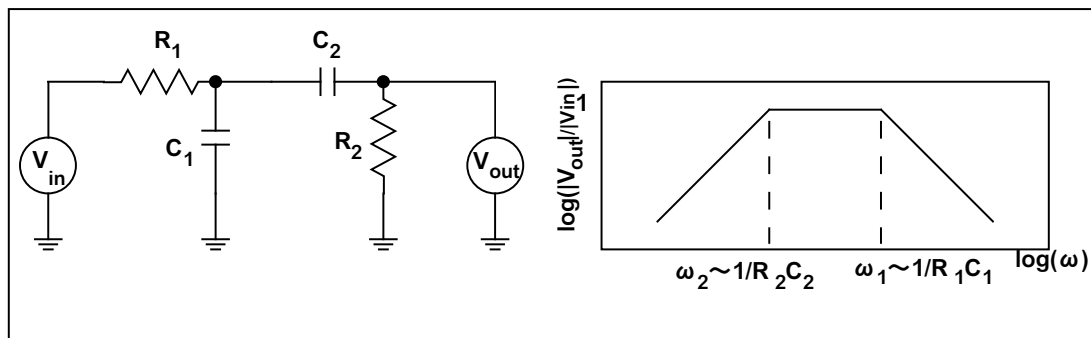 R1
C2
C1
R2
Vin
Vout
log(|Vout|/|Vin|)
1
ω2~1/R2C2
ω1~1/R1C1
log(ω)